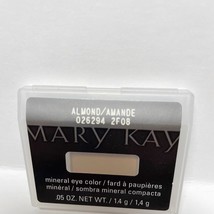 ALMOND/AMANDE
026294 2F08
MARY KAY
mineral eye color / fard à paupières
minéral / sombra mineral compacta
.05 OZ. NET WT. / 1,4 g / 1,4g